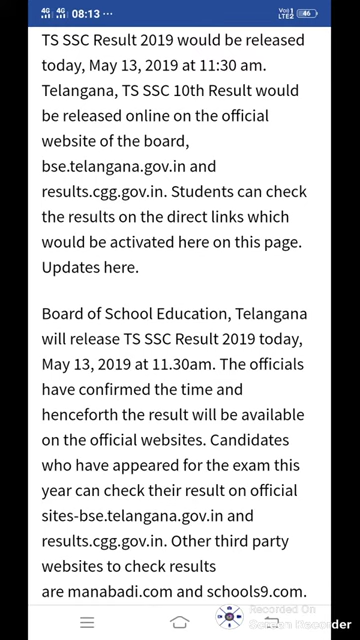 4G 4G 08:13 ··· Voı) 1 LTE2 46
TS SSC Result 2019 would be released
today, May 13, 2019 at 11:30 am.
Telangana, TS SSC 10th Result would
be released online on the official
website of the board,
bse.telangana.gov.in and
results.cgg.gov.in. Students can check
the results on the direct links which
would be activated here on this page.
Updates here.
Board of School Education, Telangana
will release TS SSC Result 2019 today,
May 13, 2019 at 11.30am. The officials
have confirmed the time and
henceforth the result will be available
on the official websites. Candidates
who have appeared for the exam this
year can check their result on official
sites-bse.telangana.gov.in and
results.cgg.gov.in. Other third party
websites to check results
are manabadi.com and schools9.com.
Recorded On
Screen Recorder